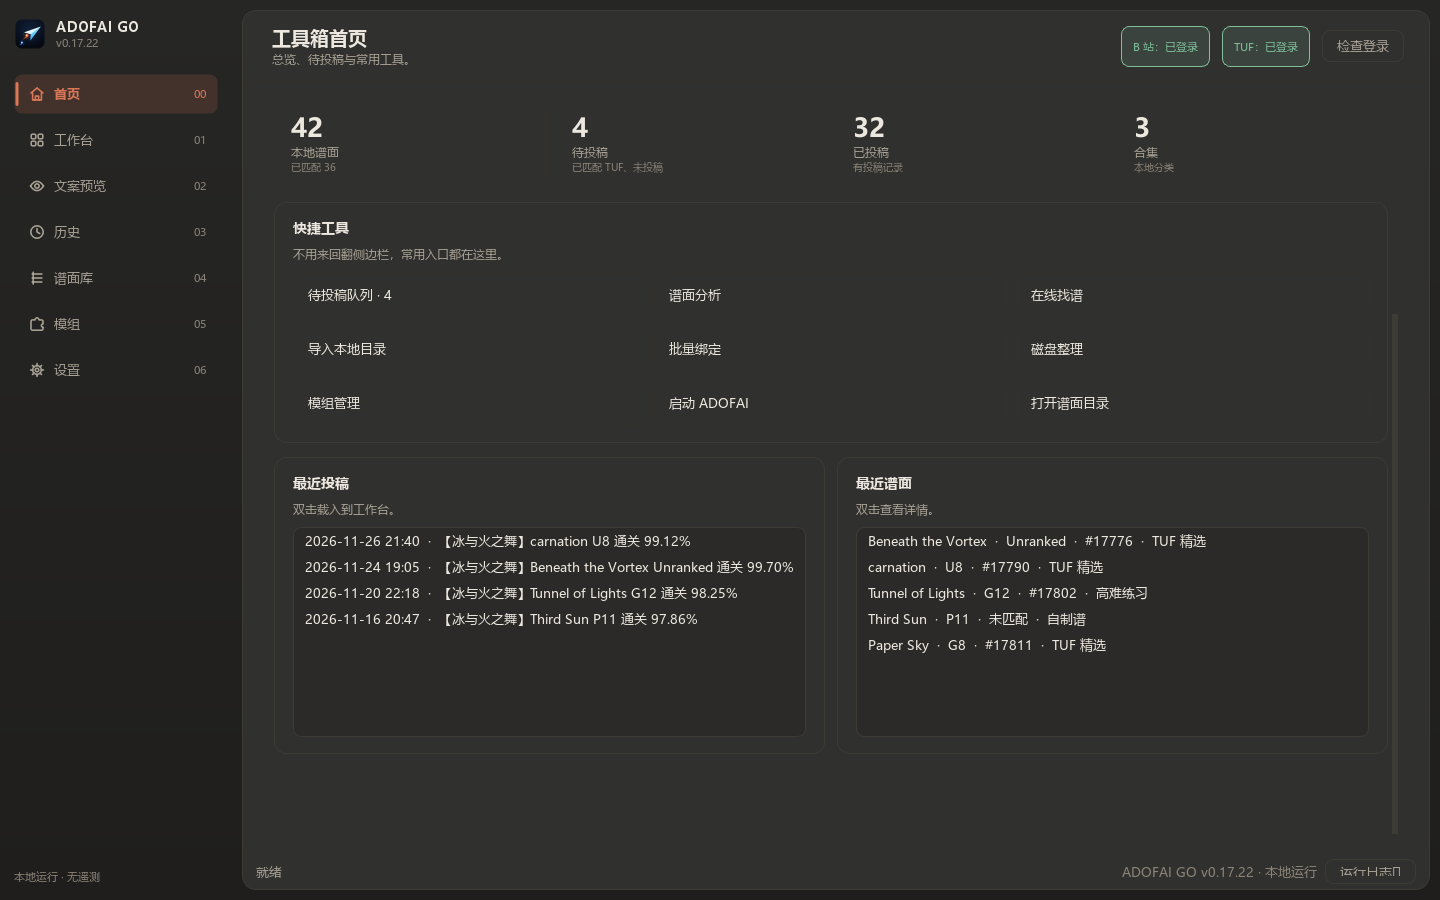 ADOFAI GO
v0.17.22
首页 00
工作台 01
文案预览 02
历史 03
谱面库 04
模组 05
设置 06
本地运行 · 无遥测
工具箱首页
总览、待投稿与常用工具。
B 站：已登录
TUF：已登录
检查登录
42
本地谱面
已匹配 36
4
待投稿
已匹配 TUF、未投稿
32
已投稿
有投稿记录
3
合集
本地分类
快捷工具
不用来回翻侧边栏，常用入口都在这里。
待投稿队列 · 4
谱面分析
在线找谱
导入本地目录
批量绑定
磁盘整理
模组管理
启动 ADOFAI
打开谱面目录
最近投稿
双击载入到工作台。
2026-11-26 21:40 · 【冰与火之舞】carnation U8 通关 99.12%
2026-11-24 19:05 · 【冰与火之舞】Beneath the Vortex Unranked 通关 99.70%
2026-11-20 22:18 · 【冰与火之舞】Tunnel of Lights G12 通关 98.25%
2026-11-16 20:47 · 【冰与火之舞】Third Sun P11 通关 97.86%
最近谱面
双击查看详情。
Beneath the Vortex · Unranked · #17776 · TUF 精选
carnation · U8 · #17790 · TUF 精选
Tunnel of Lights · G12 · #17802 · 高难练习
Third Sun · P11 · 未匹配 · 自制谱
Paper Sky · G8 · #17811 · TUF 精选
就绪
ADOFAI GO v0.17.22 · 本地运行
运行日志